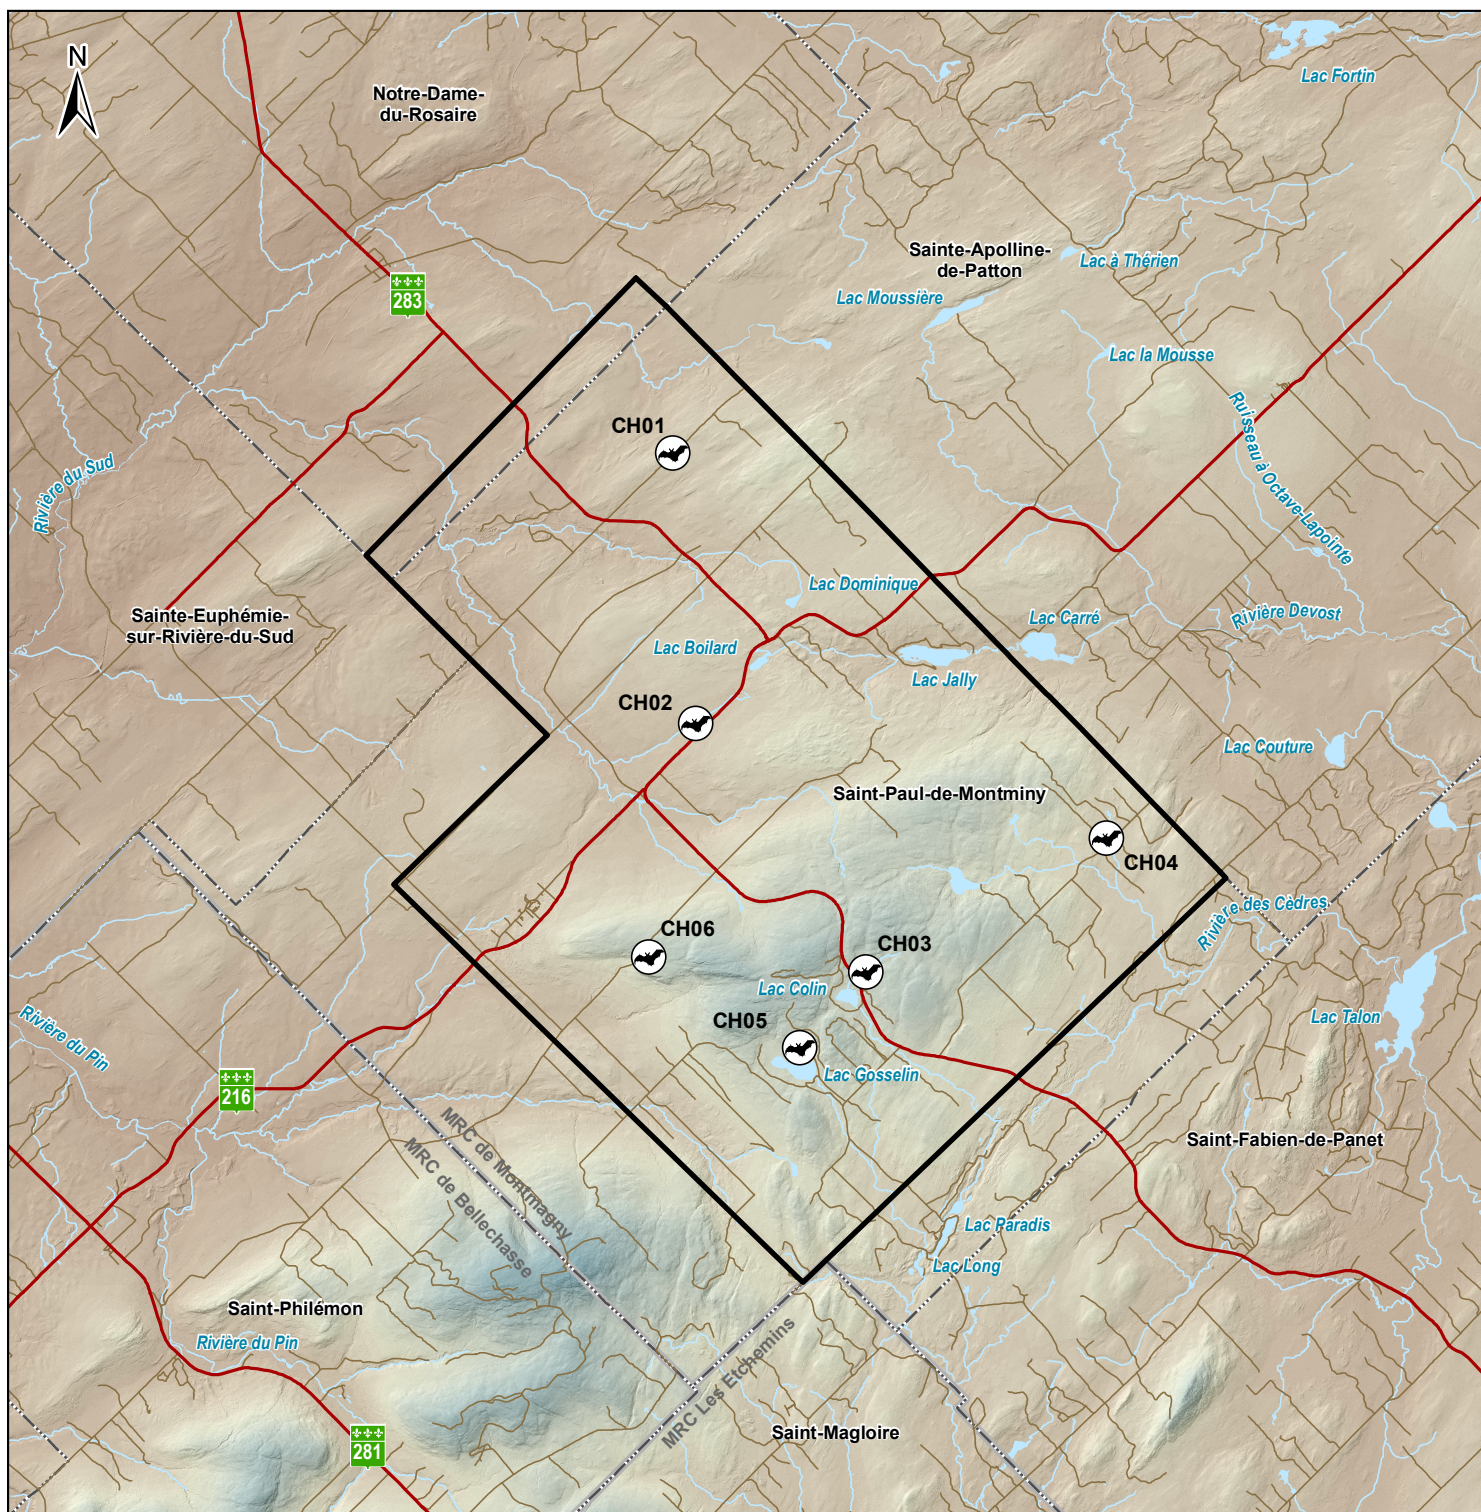 N
Notre-Dame-
du-Rosaire
Lac Fortin
Sainte-Apolline-
de-Patton
Lac à Thérien
283
Lac Moussière
Lac la Mousse
Ruisseau à Octave-Lapointe
CH01
Rivière du Sud
Lac Dominique
Sainte-Euphémie-
sur-Rivière-du-Sud
Lac Carré
Rivière Devost
Lac Boilard
Lac Jally
CH02
Lac Couture
Saint-Paul-de-Montminy
CH04
Rivière des Cèdres
CH06
CH03
Lac Colin
CH05
Lac Talon
Rivière du Pin
Lac Gosselin
216
MRC de Montmagny
MRC de Bellechasse
Saint-Fabien-de-Panet
Lac Paradis
Lac Long
Saint-Philémon
Rivière du Pin
MRC Les Etchemins
Saint-Magloire
281